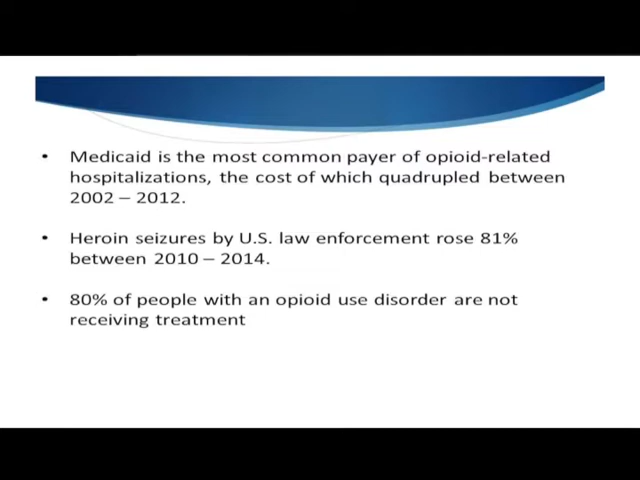 • Medicaid is the most common payer of opioid-related
hospitalizations, the cost of which quadrupled between
2002 – 2012.
• Heroin seizures by U.S. law enforcement rose 81%
between 2010 – 2014.
• 80% of people with an opioid use disorder are not
receiving treatment